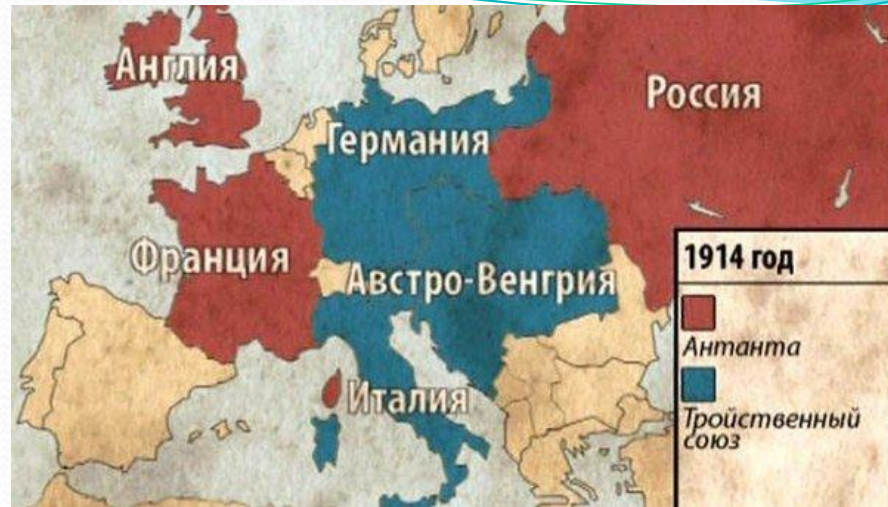 Англия
Россия
Германия
Франция
Австро-Венгрия
Италия
1914 год
Антанта
Тройственный
союз